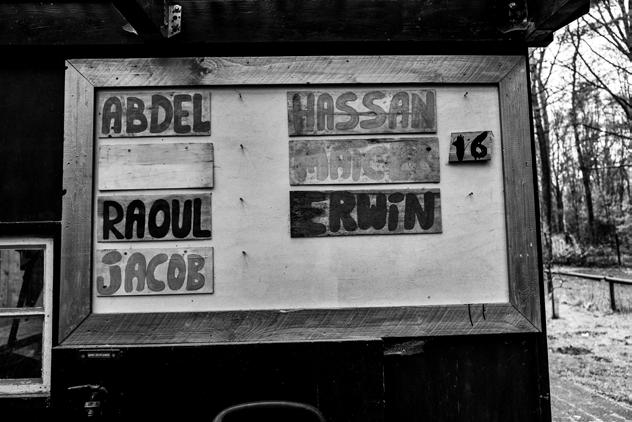 ABDEL
RAOUL
JACOB
HASSAN
ERWIN
16